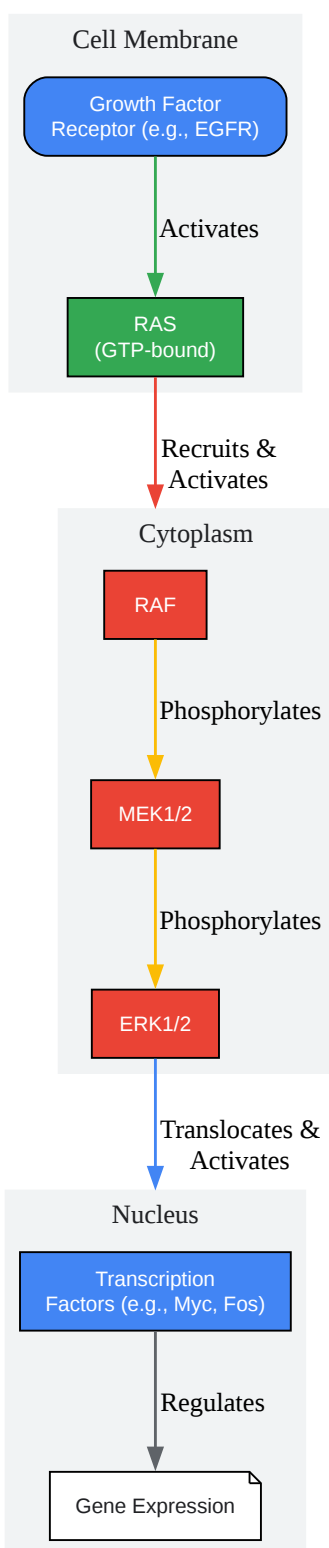 Cell Membrane
Growth Factor
Receptor (e.g., EGFR)
Activates
RAS
(GTP-bound)
Recruits &
Activates
Cytoplasm
RAF
Phosphorylates
MEK1/2
Phosphorylates
ERK1/2
Translocates &
Activates
Nucleus
Transcription
Factors (e.g., Myc, Fos)
Regulates
Gene Expression